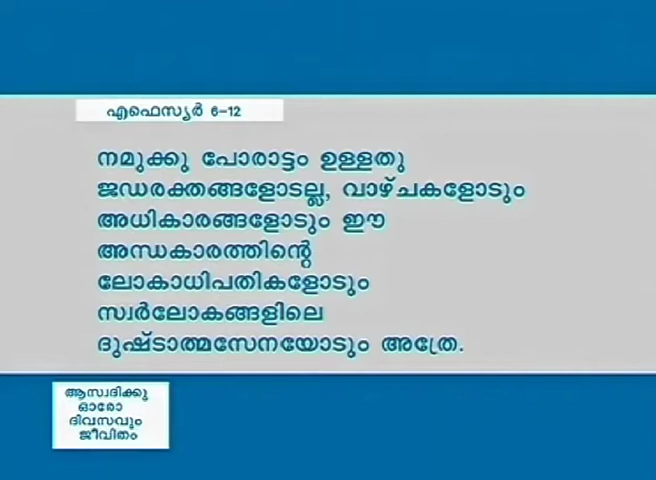 എഫെസ്യർ 6-12
നമുക്കു പോരാട്ടം ഉള്ളതു
ജഡരക്തങ്ങളോടല്ല, വാഴ്ചകളോടും
അധികാരങ്ങളോടും ഈ
അന്ധകാരത്തിന്റെ
ലോകാധിപതികളോടും
സ്വർലോകങ്ങളിലെ
ദുഷ്ടാത്മസേനയോടും അത്രേ.
ആസ്വദിക്കു
ഓരോ
ദിവസവും
ജീവിതം